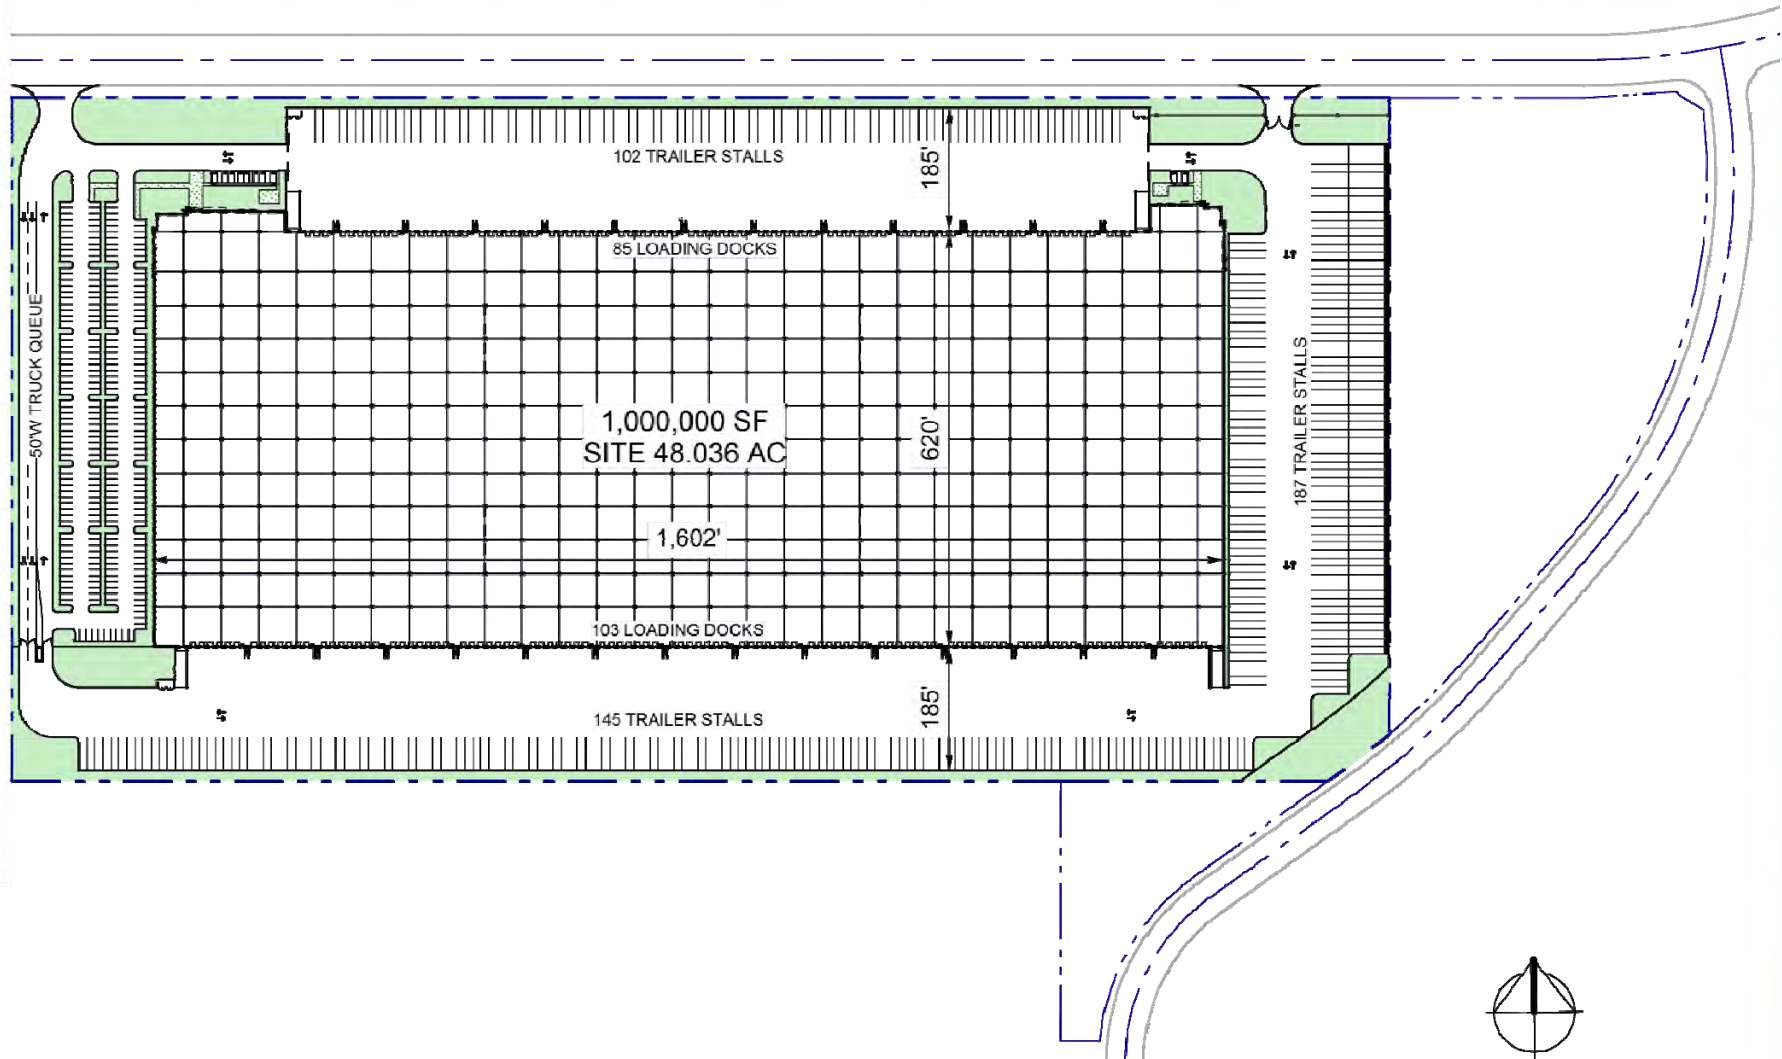 102 TRAILER STALLS
185'
85 LOADING DOCKS
50'W TRUCK QUEUE
1,000,000 SF
SITE 48.036 AC
620'
187 TRAILER STALLS
1,602'
103 LOADING DOCKS
145 TRAILER STALLS
185'